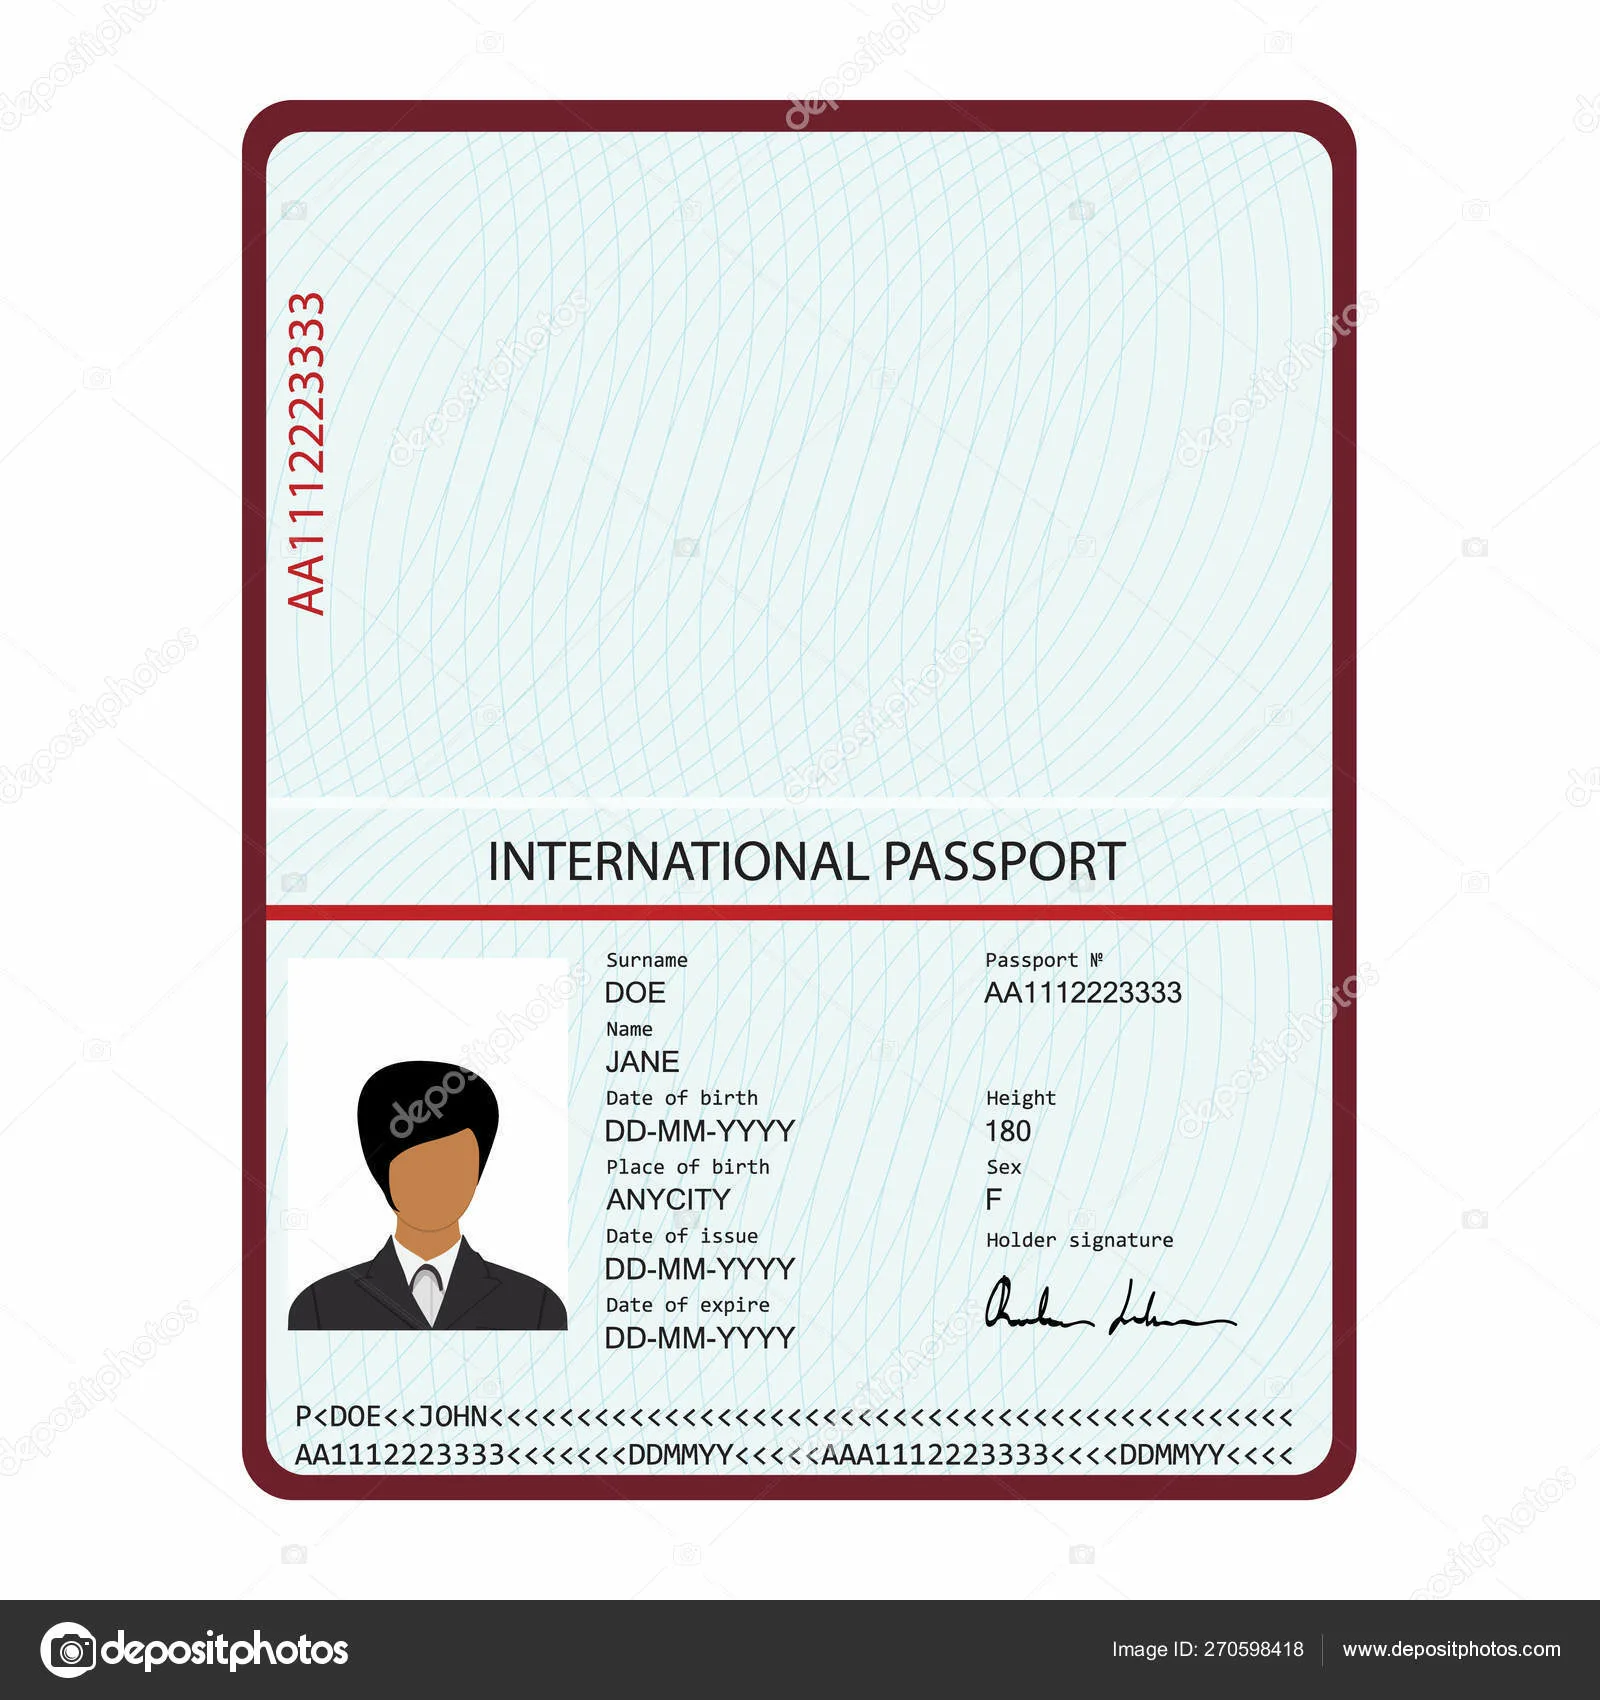 AA1112223333
INTERNATIONAL PASSPORT
Surname
DOE
Name
JANE
Date of birth
DD-MM-YYYY
Place of birth
ANYCITY
Date of issue
DD-MM-YYYY
Date of expire
DD-MM-YYYY
Passport №
AA1112223333
Height
180
Sex
F
Holder signature
P<DOE<<JOHN<<<<<<<<<<<<<<<<<<<<<<<<<<<<<<<<<<<<<<<<<<<<<<
AA1112223333<<<<<<<DDMMYY<<<<<AAA1112223333<<<<DDMMYY<<<<
depositphotos
Image ID: 270598418
www.depositphotos.com